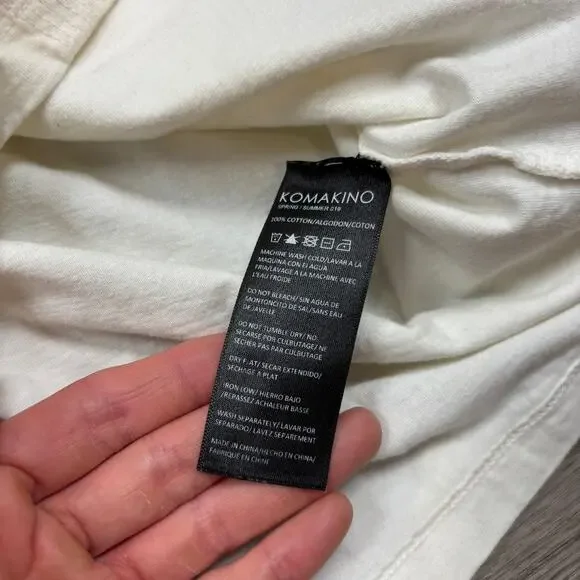 KOMAKINO
SPRING / SUMMER 219
100% COTTON/ALGODON/COTON
MACHINE WASH COLD/LAVAR A LA
MAQUINA CON EL AGUA
FRIA/LAVAGE A LA MACHINE AVEC
L'EAU FROIDE
DO NOT BLEACH/ SIN AGUA DE
MONTONCITO DE SAL/SANS EAU
DE JAVELLE
DO NOT TUMBLE DRY/ NO
SECARSE POR CULBUTAGE/ NE
SECHER PAS PAR CULBUTAGE
DRY FLAT/ SECAR EXTENDIDO/
SECHAGE A PLAT
IRON LOW/ HIERRO BAJO
/REPASSEZ ACHALEUR BASSE
WASH SEPARATELY/ LAVAR POR
SEPARADO/ LAVEZ SEPAREMENT
MADE IN CHINA/HECHO EN CHINA/
FABRIQUE EN CHINE